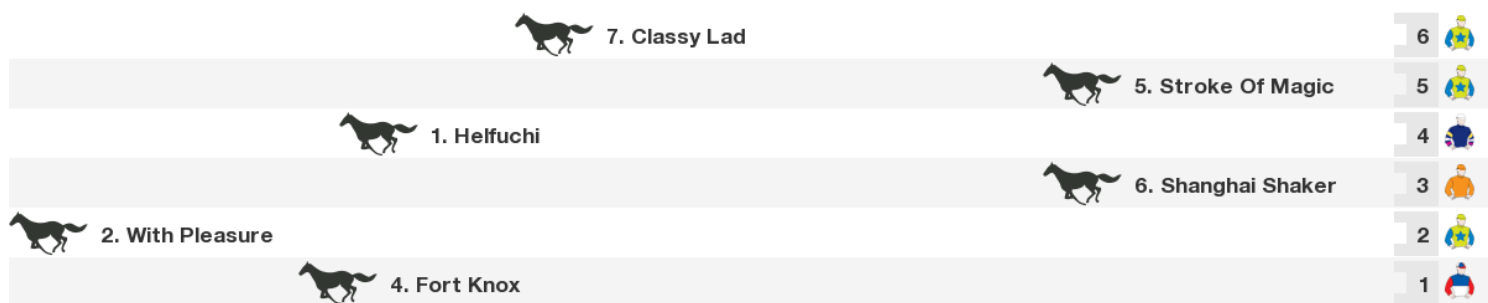 7. Classy Lad 6
5. Stroke Of Magic 5
1. Helfuchi 4
6. Shanghai Shaker 3
2. With Pleasure 2
4. Fort Knox 1